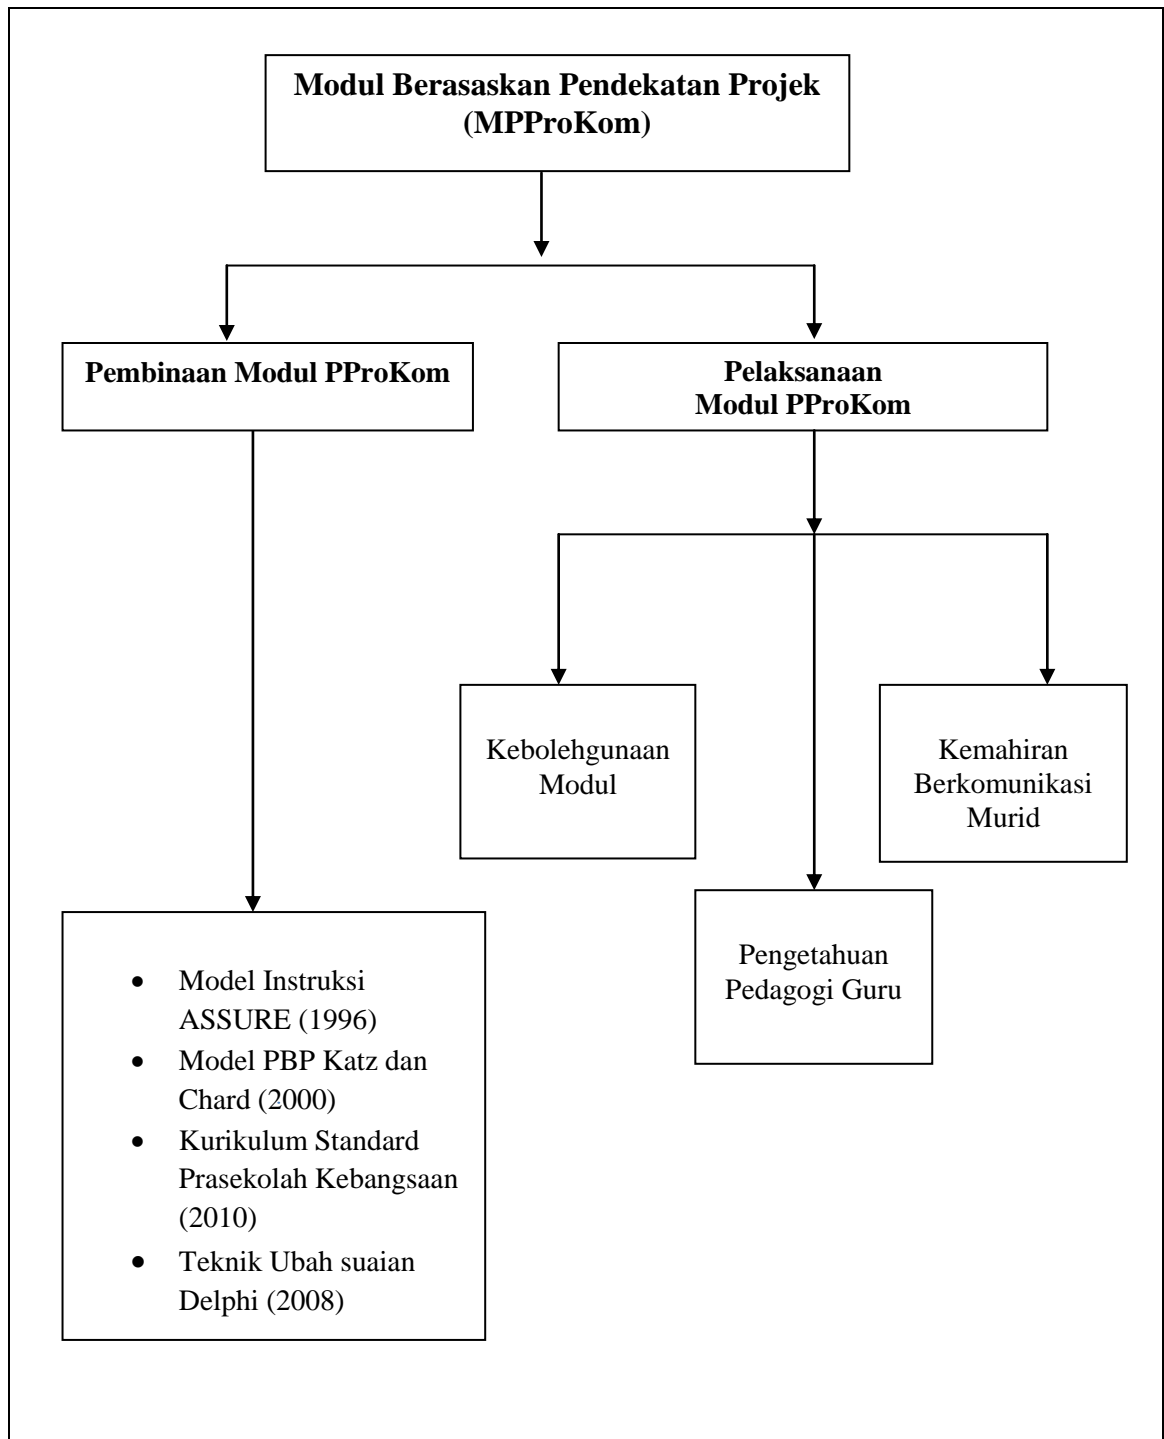 Modul Berasaskan Pendekatan Projek
(MPProKom)
Pembinaan Modul PProKom
Pelaksanaan
Modul PProKom
Kebolehgunaan
Modul
Kemahiran
Berkomunikasi
Murid
Pengetahuan
Pedagogi Guru
• Model Instruksi
ASSURE (1996)
• Model PBP Katz dan
Chard (2000)
• Kurikulum Standard
Prasekolah Kebangsaan
(2010)
• Teknik Ubah suaian
Delphi (2008)